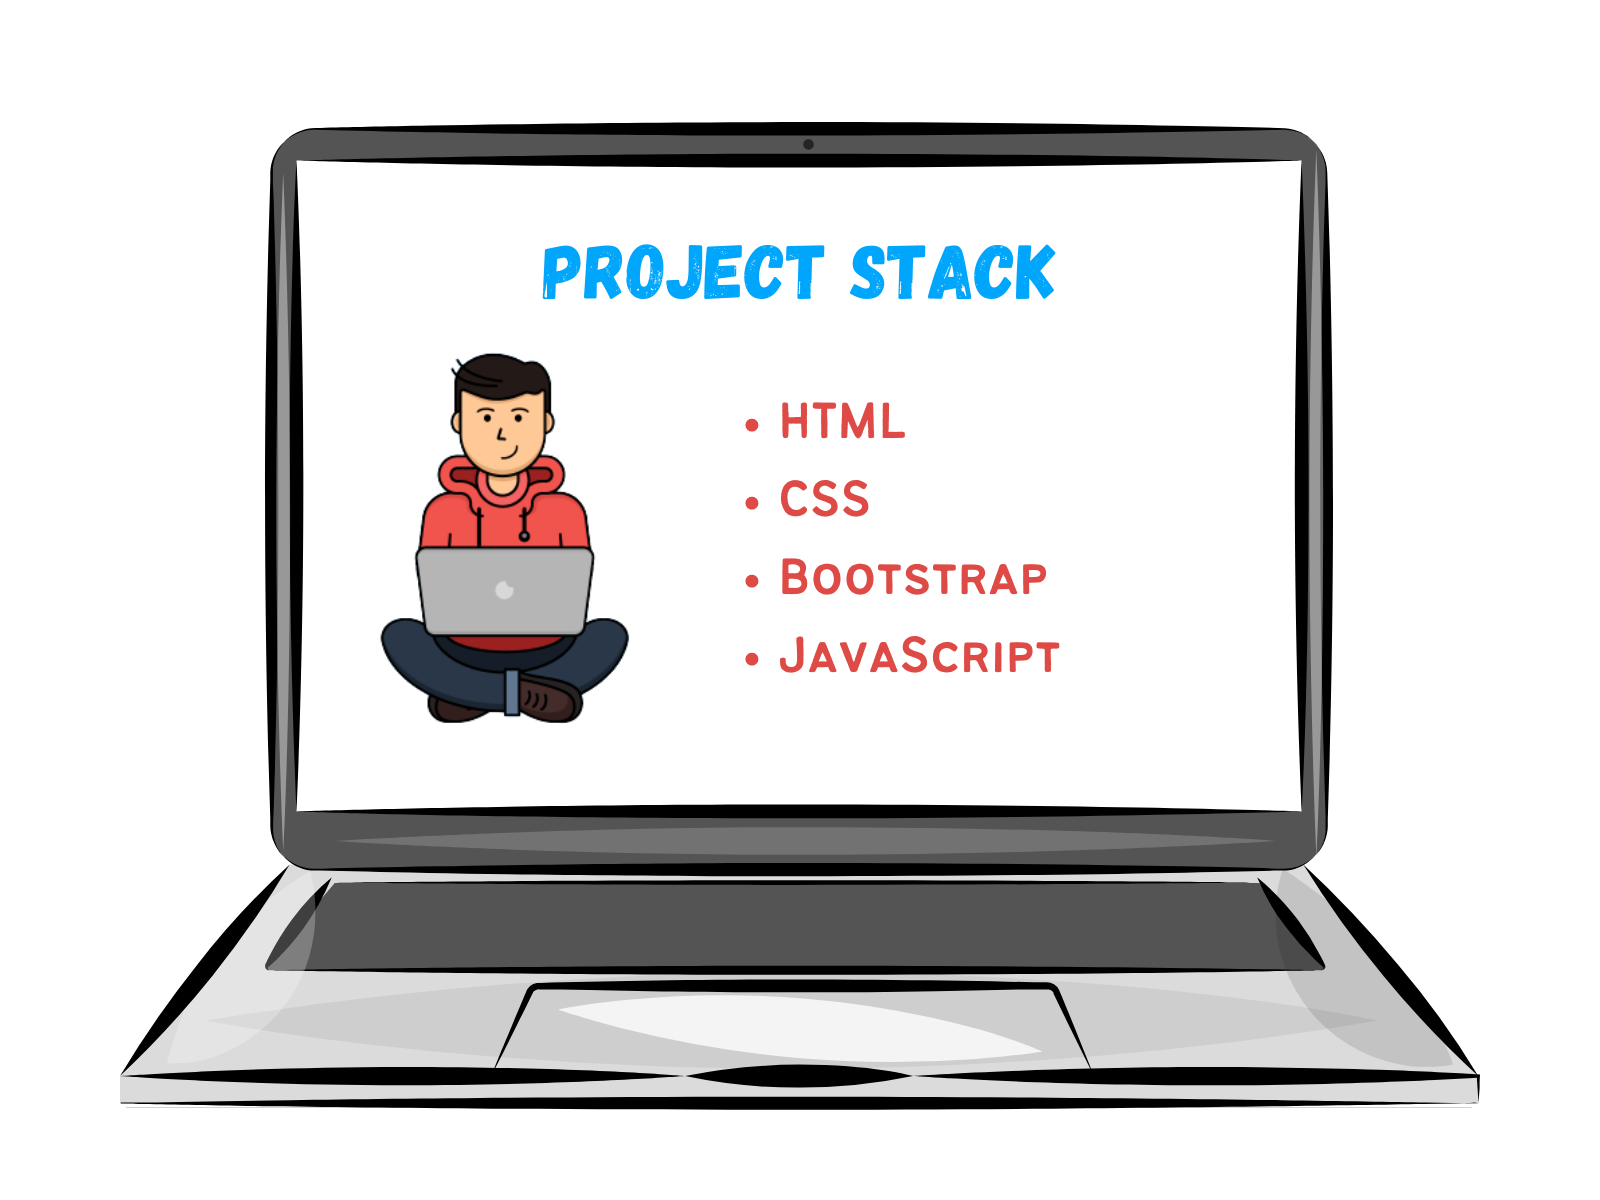 PROJECT STACK
• HTML
• CSS
• Bootstrap
• JavaScript